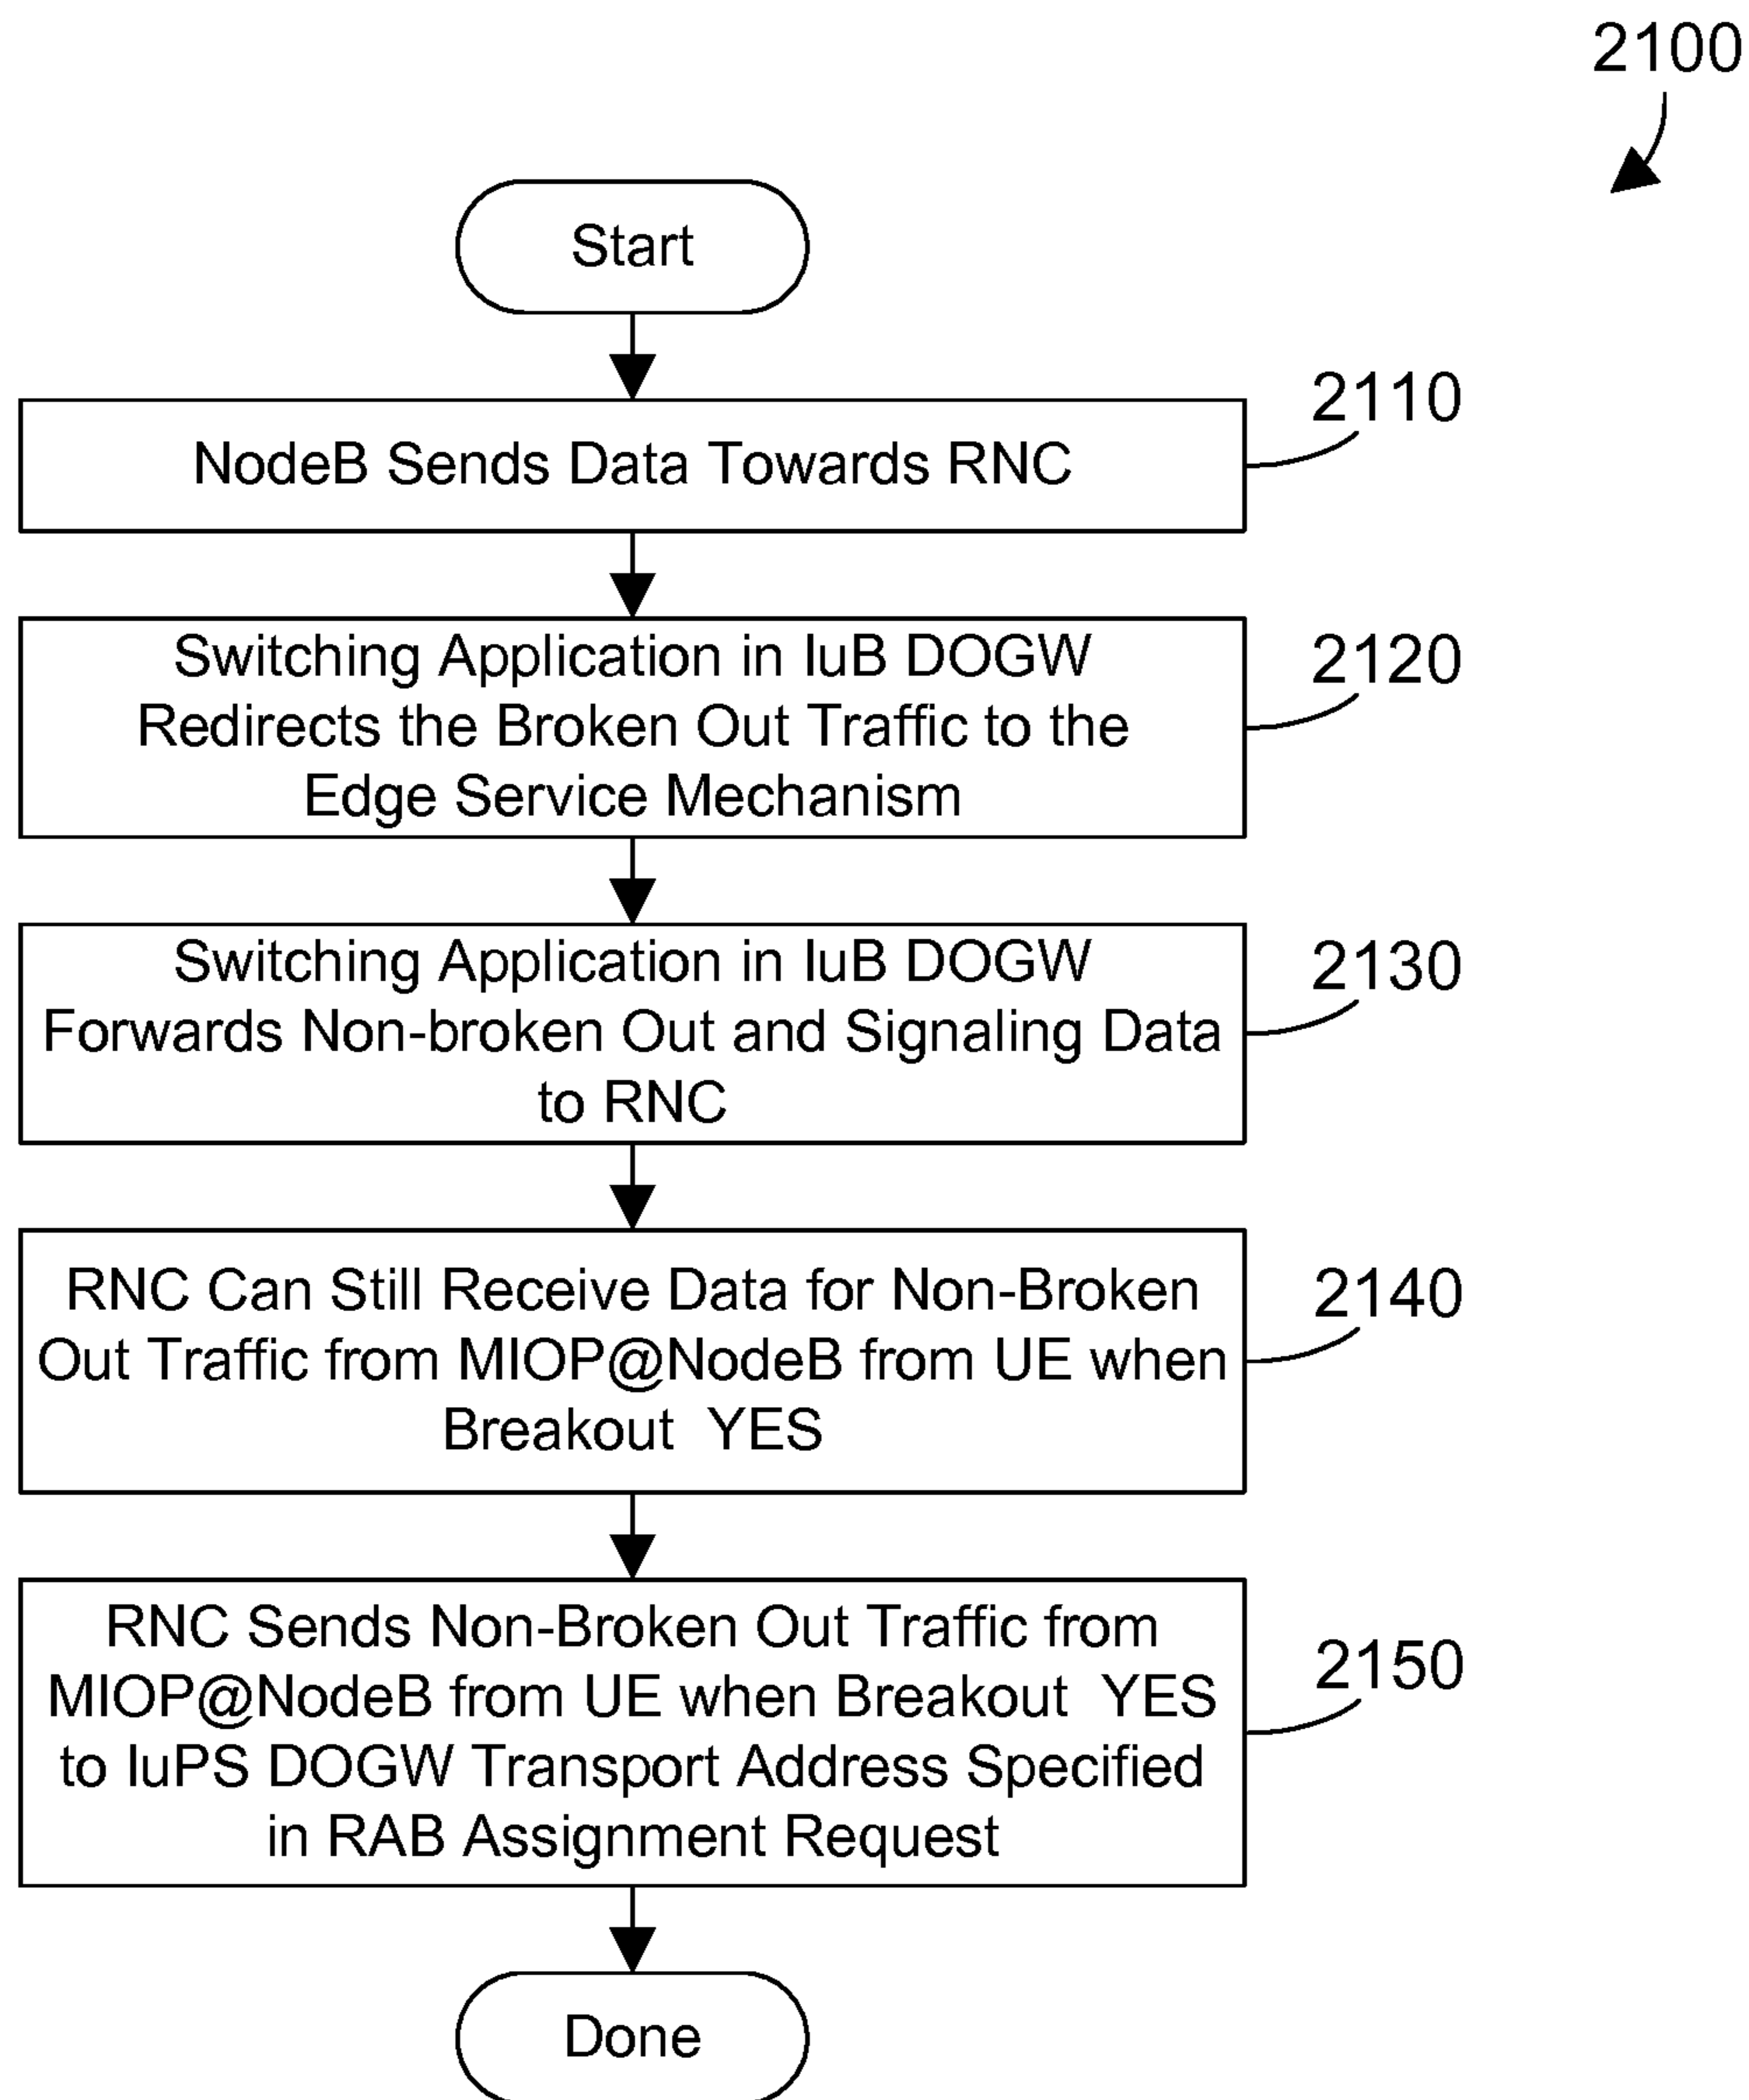 2100
Start
NodeB Sends Data Towards RNC
2110
Switching Application in IuB DOGW
Redirects the Broken Out Traffic to the
Edge Service Mechanism
2120
Switching Application in IuB DOGW
Forwards Non-broken Out and Signaling Data
to RNC
2130
RNC Can Still Receive Data for Non-Broken
Out Traffic from MIOP@NodeB from UE when
Breakout  YES
2140
RNC Sends Non-Broken Out Traffic from
MIOP@NodeB from UE when Breakout  YES
to IuPS DOGW Transport Address Specified
in RAB Assignment Request
2150
Done